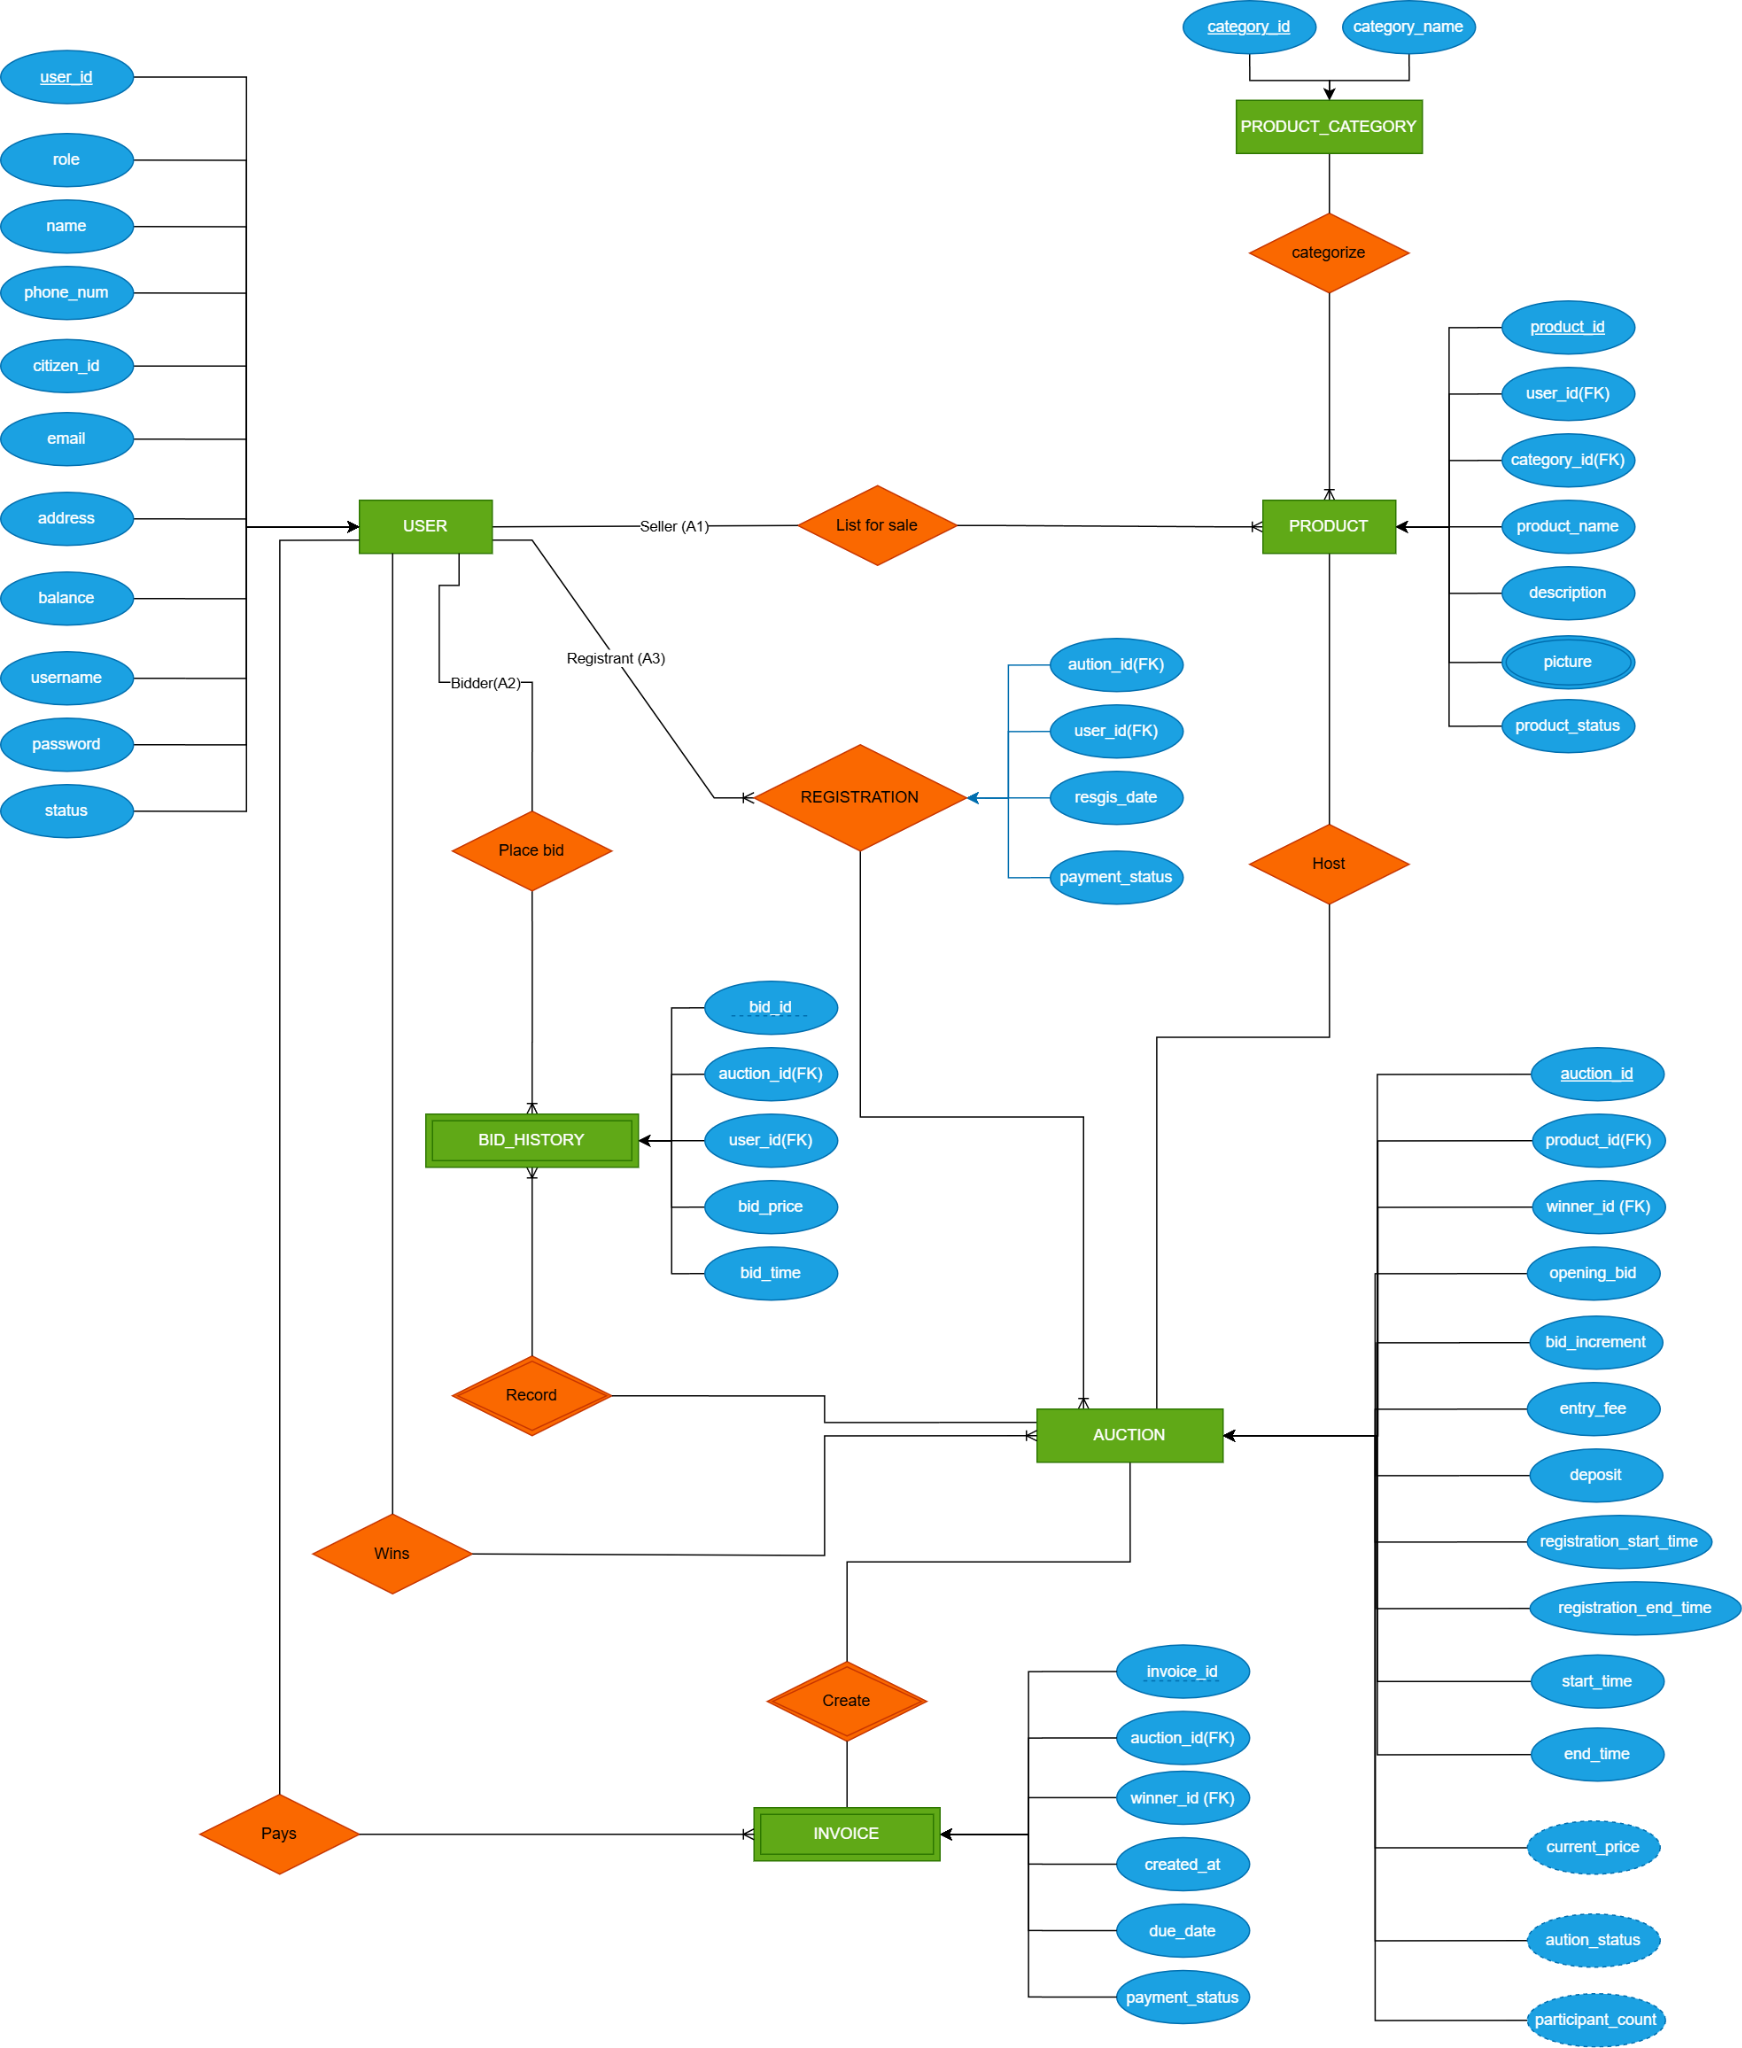 category_id
category_name
PRODUCT_CATEGORY
categorize
user_id
role
name
phone_num
citizen_id
email
address
balance
username
password
status
USER
Seller (A1)
List for sale
PRODUCT
product_id
user_id(FK)
category_id(FK)
product_name
description
picture
product_status
Registrant (A3)
Bidder(A2)
REGISTRATION
aution_id(FK)
user_id(FK)
resgis_date
payment_status
Place bid
Host
bid_id
auction_id(FK)
user_id(FK)
bid_price
bid_time
BID_HISTORY
Record
AUCTION
auction_id
product_id(FK)
winner_id (FK)
opening_bid
bid_increment
entry_fee
deposit
registration_start_time
registration_end_time
start_time
end_time
current_price
aution_status
participant_count
Wins
Create
Pays
INVOICE
invoice_id
auction_id(FK)
winner_id (FK)
created_at
due_date
payment_status